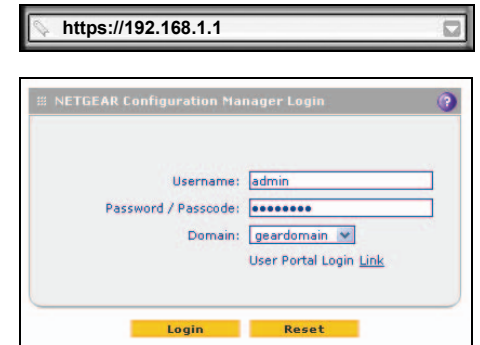 https://192.168.1.1
NETGEAR Configuration Manager Login
?
Username: admin
Password / Passcode: ••••••••
Domain: geardomain
User Portal Login Link
Login Reset